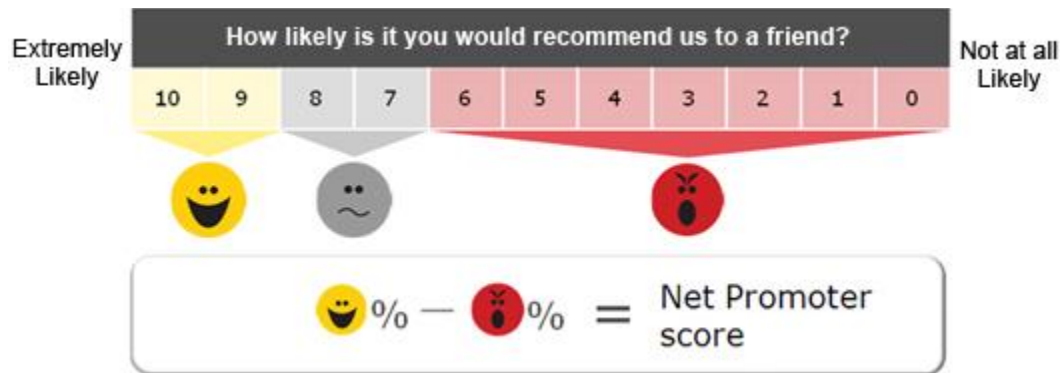 How likely is it you would recommend us to a friend?
Extremely
Likely
Not at all
Likely
10 9 8 7 6 5 4 3 2 1 0
% — % = Net Promoter
score